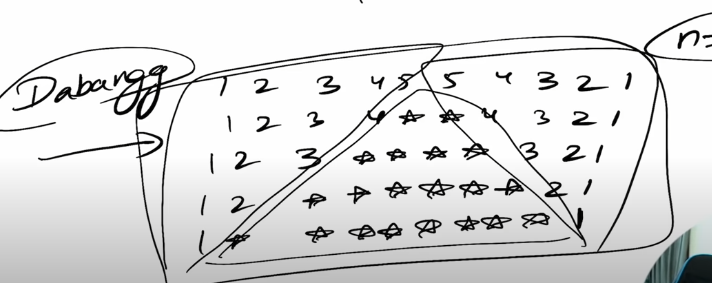 n=
Dabangg
1 2 3 4 5 5 4 3 2 1
1 2 3 4 ☆ ☆ 4 3 2 1
1 2 3 ☆ ☆ ☆ ☆ 3 2 1
1 2 ☆ ☆ ☆ ☆ ☆ ☆ 2 1
1 ☆ ☆ ☆ ☆ ☆ ☆ ☆ ☆ 1